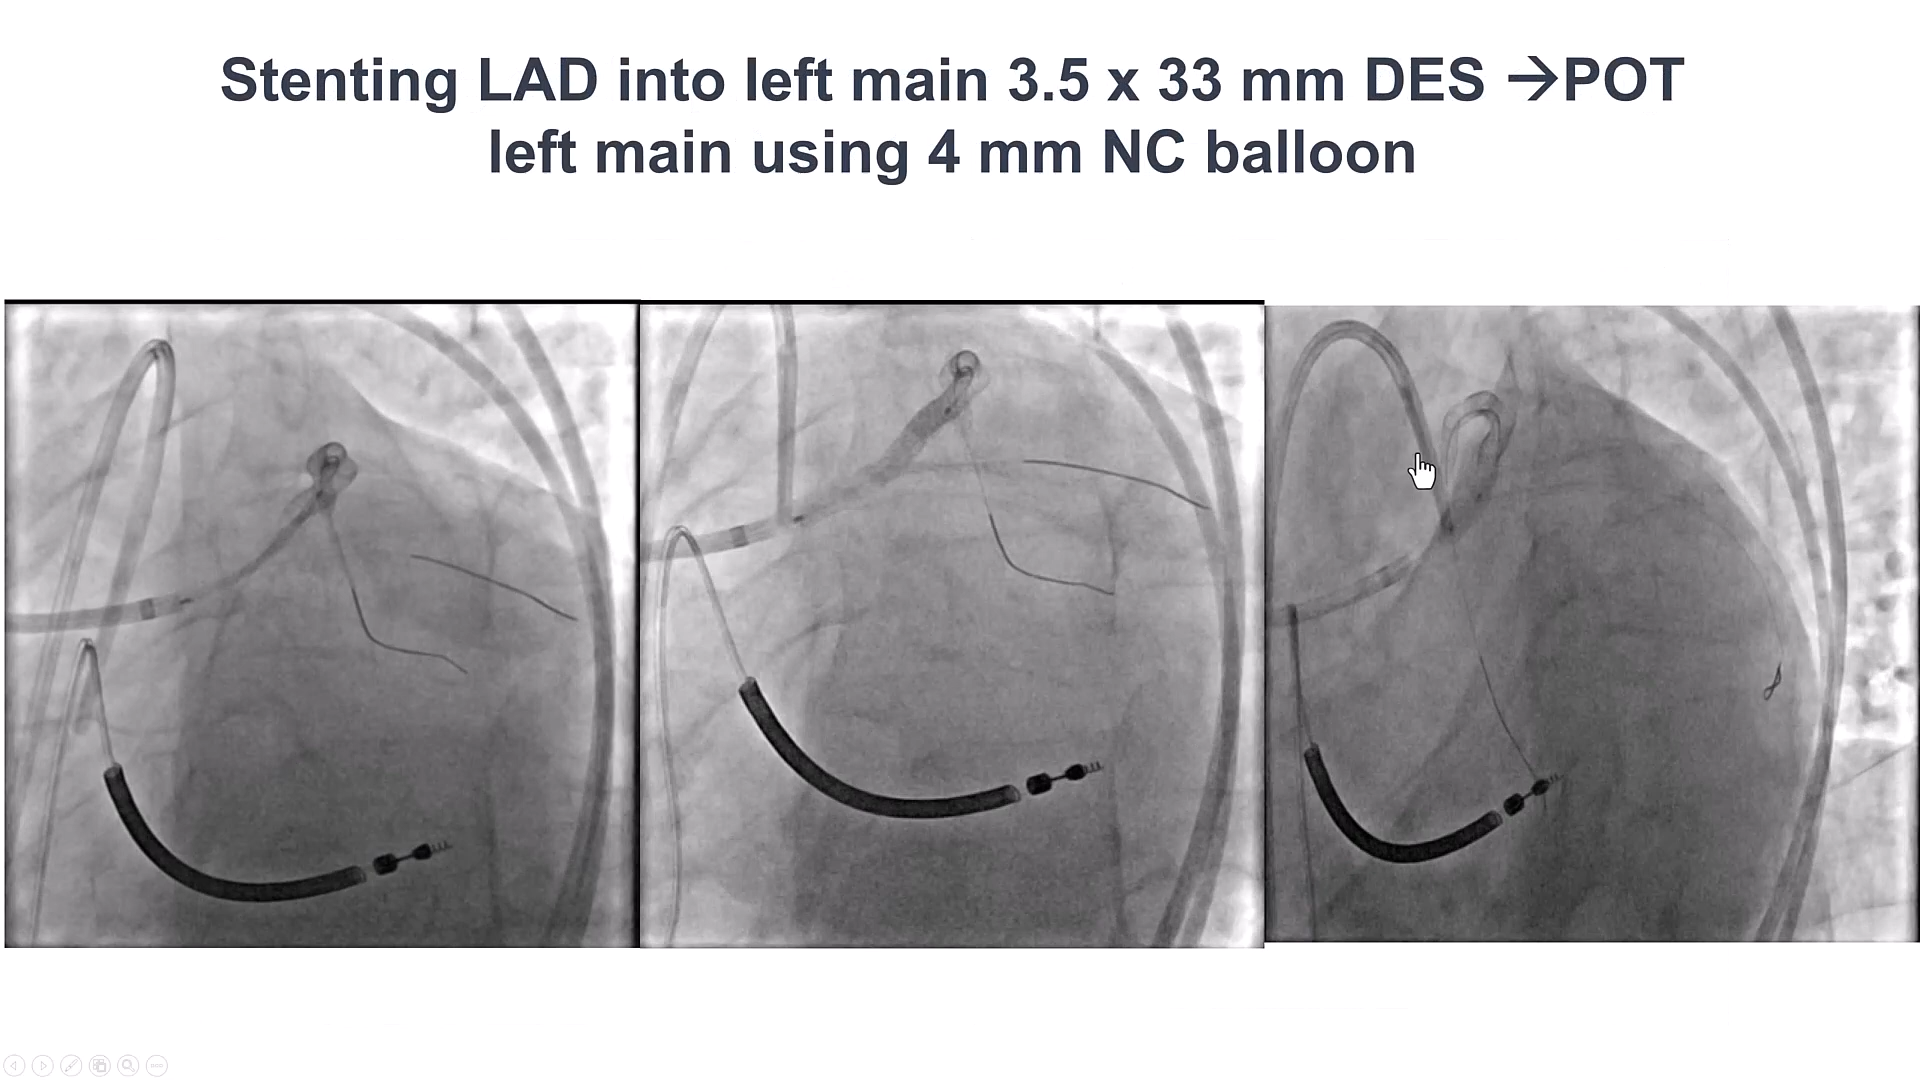 Stenting LAD into left main 3.5 x 33 mm DES →POT
left main using 4 mm NC balloon